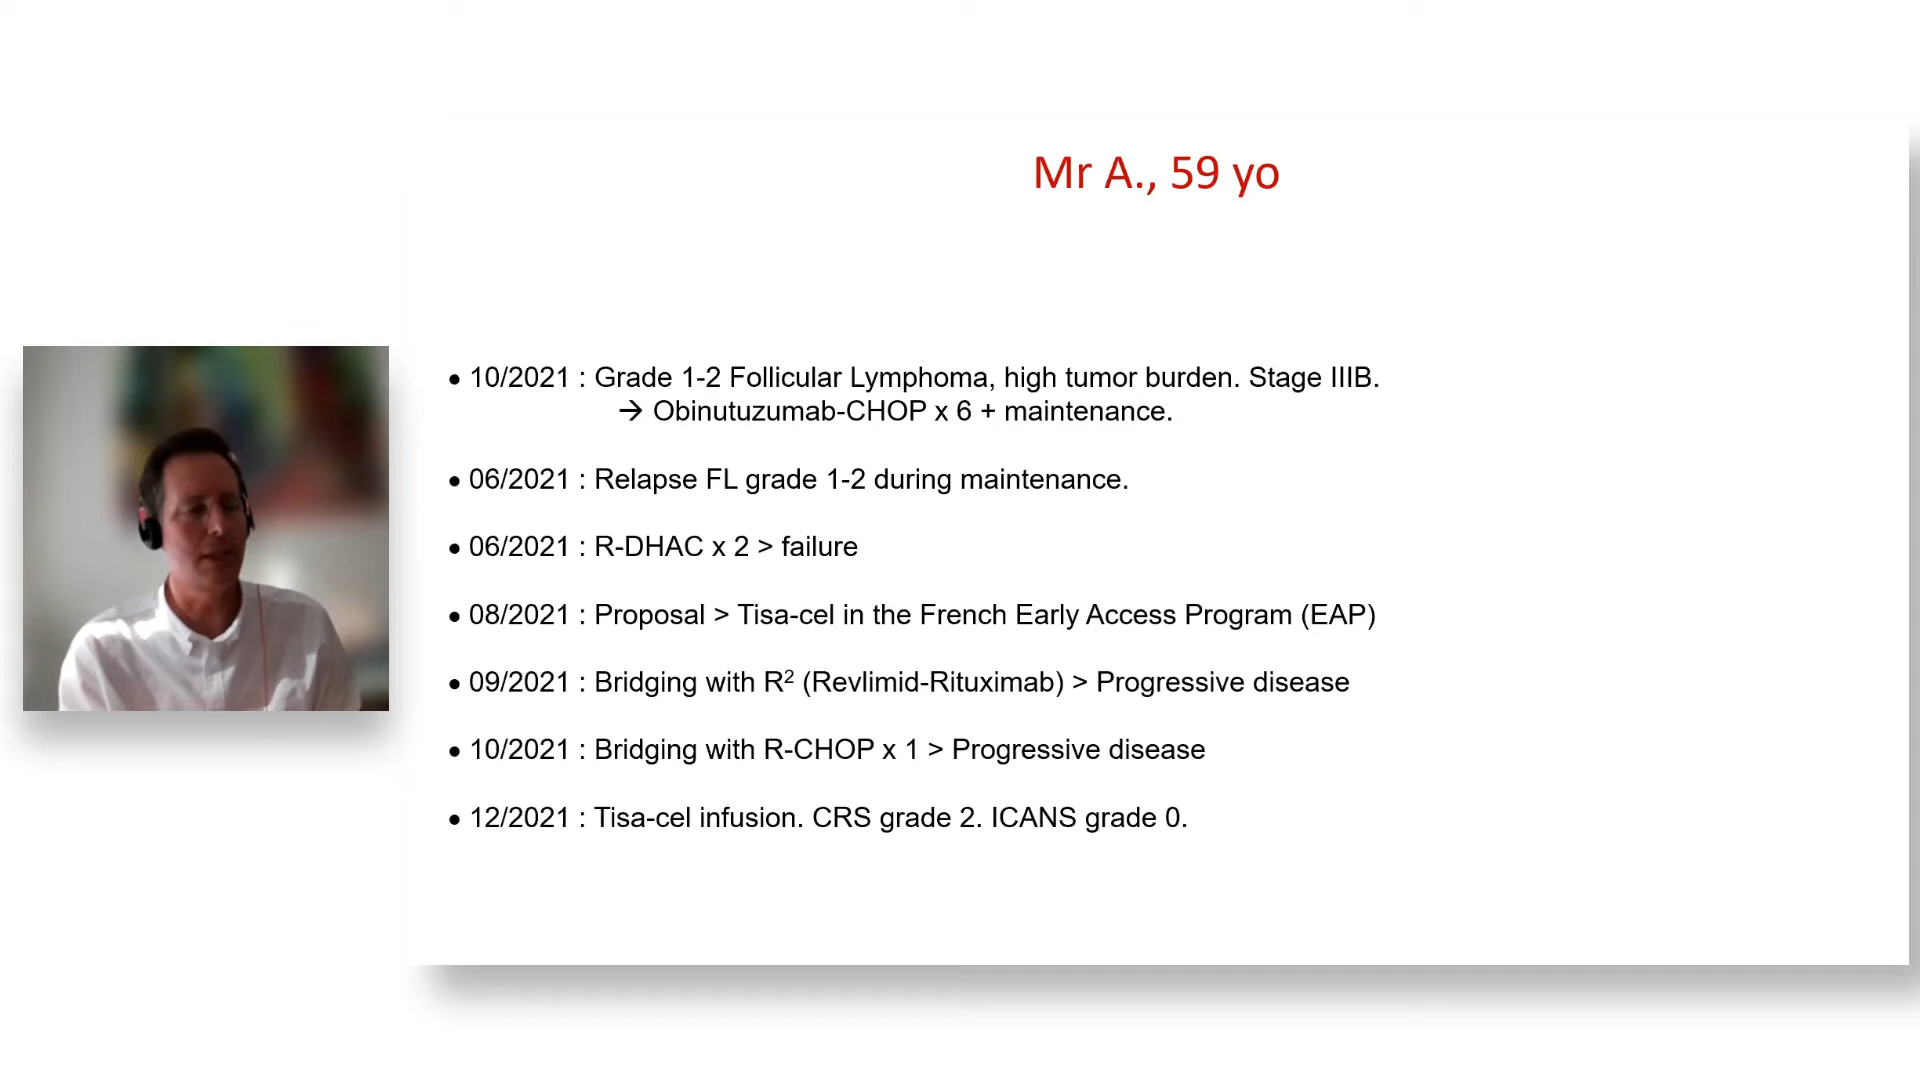 Mr A., 59 yo
• 10/2021 : Grade 1-2 Follicular Lymphoma, high tumor burden. Stage IIIB.
→ Obinutuzumab-CHOP x 6 + maintenance.
• 06/2021 : Relapse FL grade 1-2 during maintenance.
• 06/2021 : R-DHAC x 2 > failure
• 08/2021 : Proposal > Tisa-cel in the French Early Access Program (EAP)
• 09/2021 : Bridging with R² (Revlimid-Rituximab) > Progressive disease
• 10/2021 : Bridging with R-CHOP x 1 > Progressive disease
• 12/2021 : Tisa-cel infusion. CRS grade 2. ICANS grade 0.